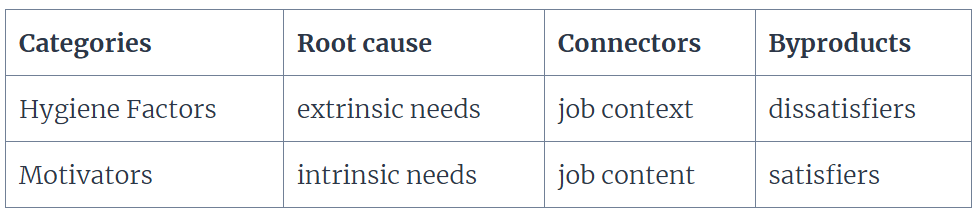 Categories Root cause Connectors Byproducts
Hygiene Factors extrinsic needs job context dissatisfiers
Motivators intrinsic needs job content satisfiers